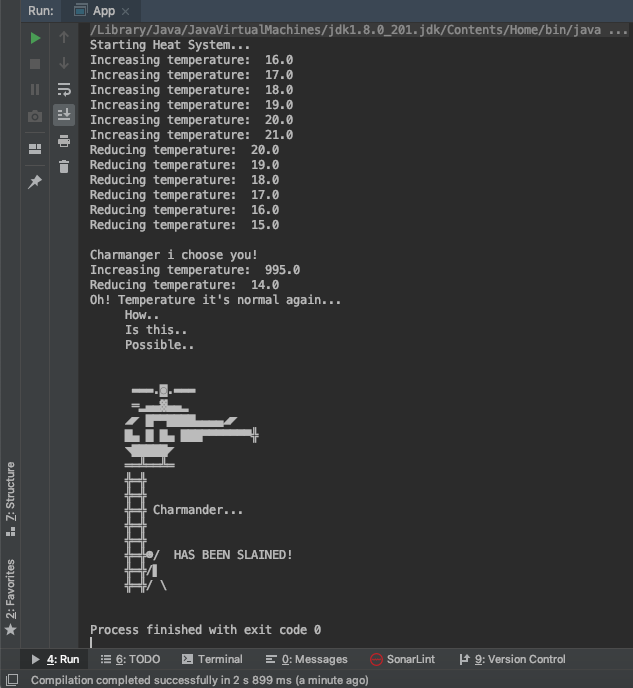 Run: App ×
/Library/Java/JavaVirtualMachines/jdk1.8.0_201.jdk/Contents/Home/bin/java ...
Starting Heat System...
Increasing temperature:  16.0
Increasing temperature:  17.0
Increasing temperature:  18.0
Increasing temperature:  19.0
Increasing temperature:  20.0
Increasing temperature:  21.0
Reducing temperature:  20.0
Reducing temperature:  19.0
Reducing temperature:  18.0
Reducing temperature:  17.0
Reducing temperature:  16.0
Reducing temperature:  15.0
Charmanger i choose you!
Increasing temperature:  995.0
Reducing temperature:  14.0
Oh! Temperature it's normal again...
How..
Is this..
Possible..
Charmander...
HAS BEEN SLAINED!
Process finished with exit code 0
Z: Structure
2: Favorites
4: Run 6: TODO Terminal 0: Messages SonarLint 9: Version Control
Compilation completed successfully in 2 s 899 ms (a minute ago)